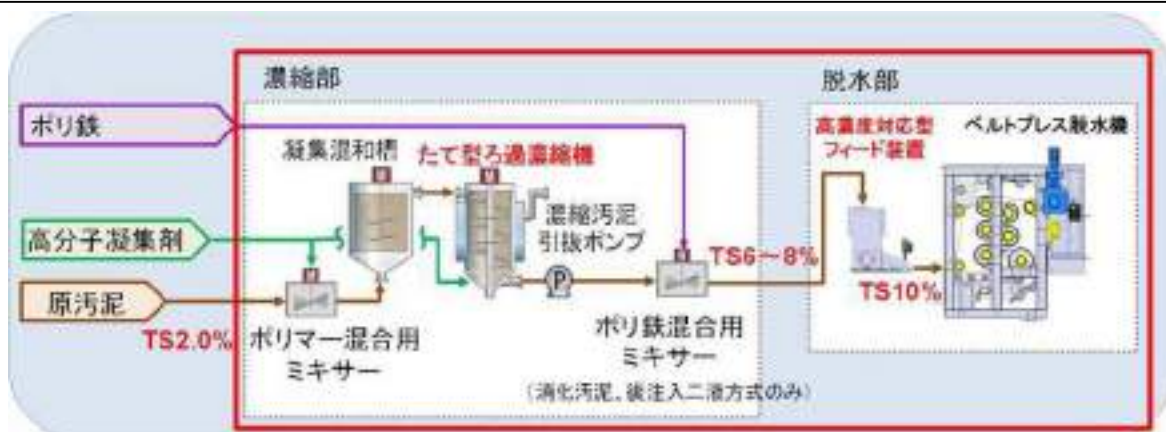 濃縮部
脱水部
ポリ鉄
凝集混和槽
たて型ろ過濃縮機
高濃度対応型
フィード装置
ベルトプレス脱水機
M
M
濃縮汚泥
引抜ポンプ
高分子凝集剤
M
M
P
TS6～8%
原汚泥
TS2.0%
TS10%
ポリマー混合用
ミキサー
ポリ鉄混合用
ミキサー
(消化汚泥、後注入二液方式のみ)